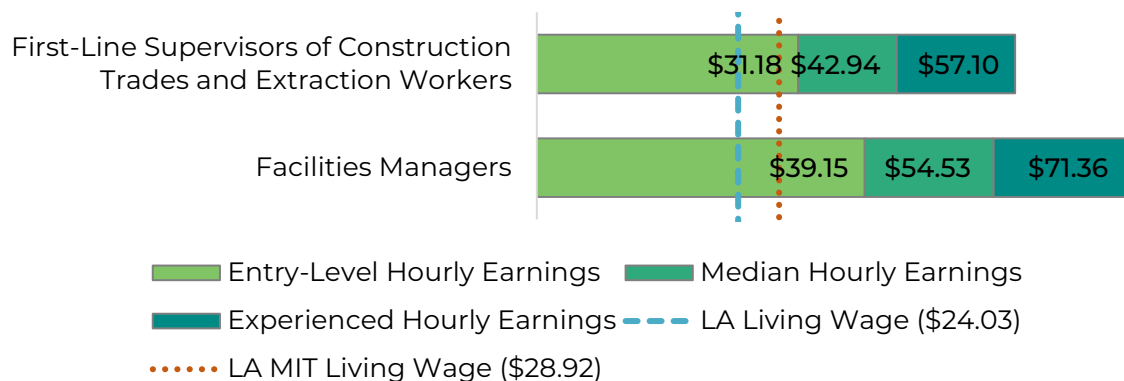 First-Line Supervisors of Construction
Trades and Extraction Workers
$31.18 $42.94 $57.10
Facilities Managers
$39.15 $54.53 $71.36
Entry-Level Hourly Earnings
Median Hourly Earnings
Experienced Hourly Earnings
LA Living Wage ($24.03)
LA MIT Living Wage ($28.92)